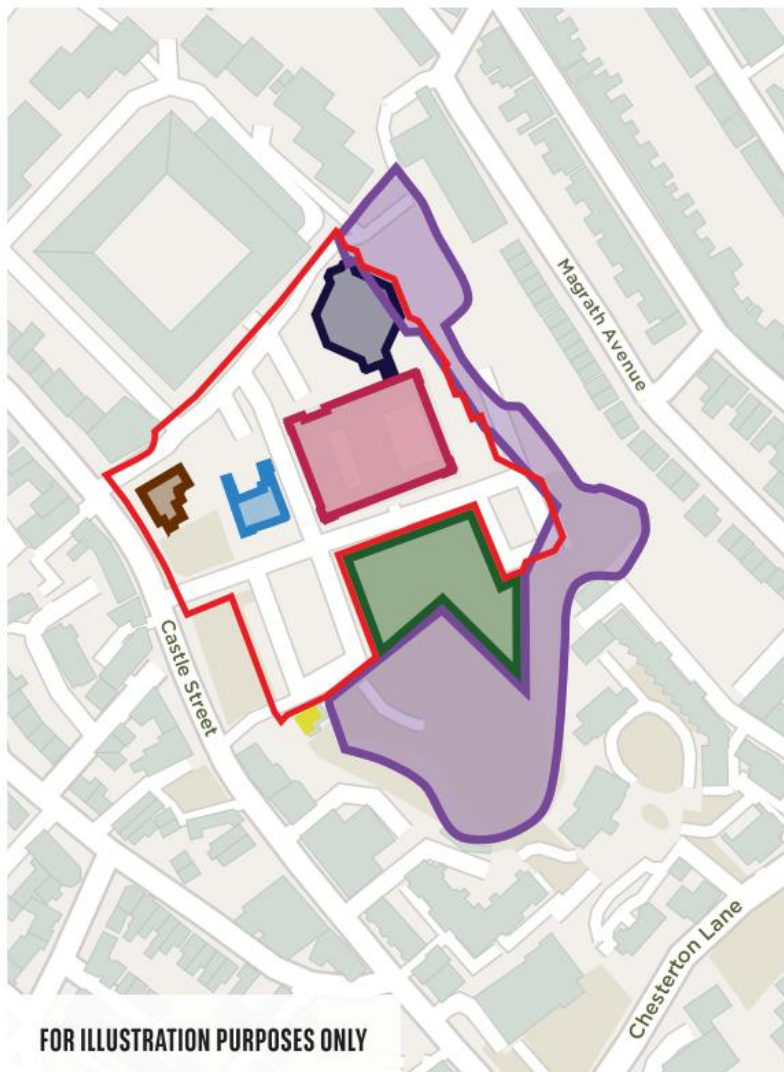 Magrath Avenue
Castle Street
Chesterton Lane
FOR ILLUSTRATION PURPOSES ONLY